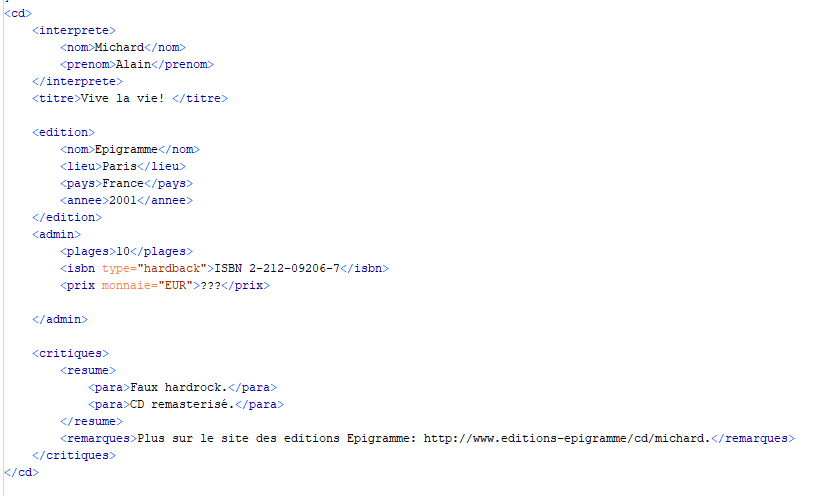 <cd>
<interprete>
<nom>Michard</nom>
<prenom>Alain</prenom>
</interprete>
<titre>Vive la vie! </titre>
<edition>
<nom>Epigramme</nom>
<lieu>Paris</lieu>
<pays>France</pays>
<annee>2001</annee>
</edition>
<admin>
<plages>10</plages>
<isbn type="hardback">ISBN 2-212-09206-7</isbn>
<prix monnaie="EUR">???</prix>
</admin>
<critiques>
<resume>
<para>Faux hardrock.</para>
<para>CD remasterisé.</para>
</resume>
<remarques>Plus sur le site des editions Epigramme: http://www.editions-epigramme/cd/michard.</remarques>
</critiques>
</cd>